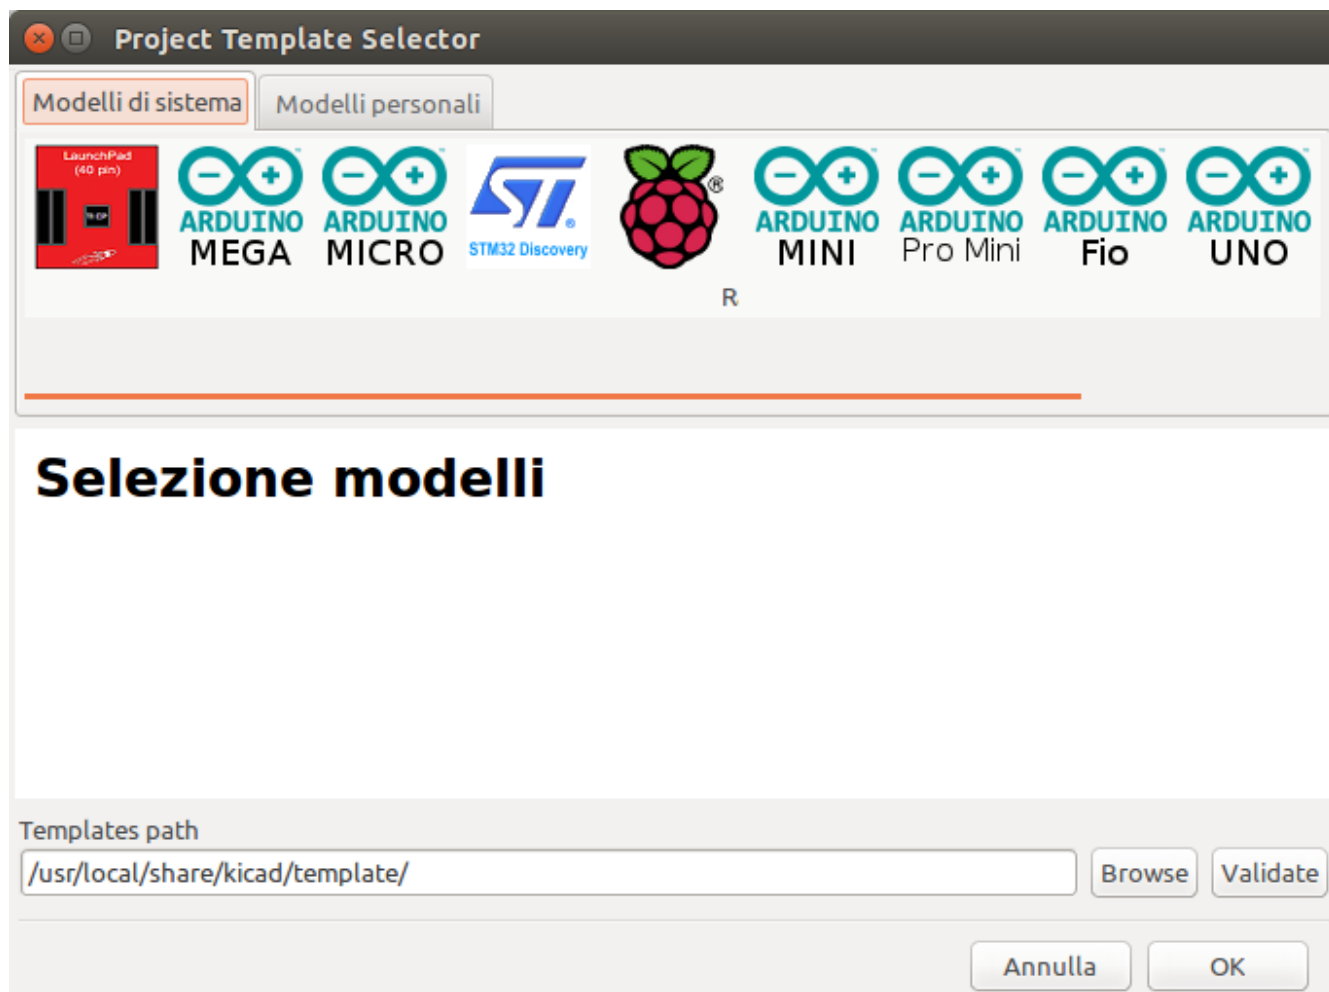 Project Template Selector
Modelli di sistema
Modelli personali
LaunchPad
(40 pin)
ARDUINO
MEGA
ARDUINO
MICRO
STM32 Discovery
®
ARDUINO
MINI
ARDUINO
Pro Mini
ARDUINO
Fio
ARDUINO
UNO
R
Selezione modelli
Templates path
/usr/local/share/kicad/template/
Browse
Validate
Annulla
OK